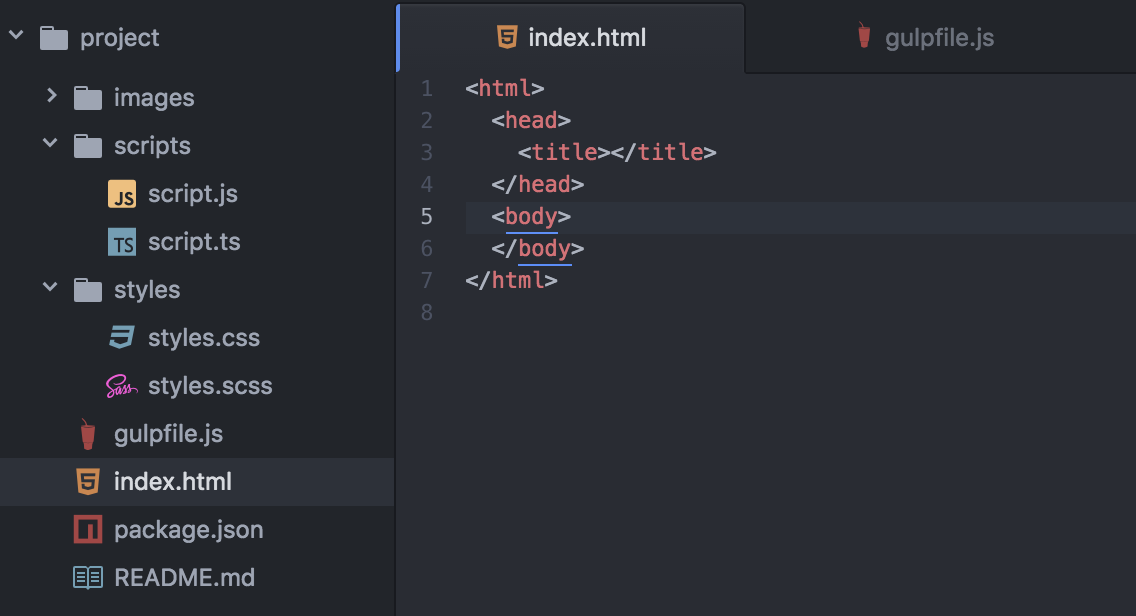 project
images
scripts
JS script.js
TS script.ts
styles
styles.css
Sass styles.scss
gulpfile.js
5 index.html
package.json
README.md
5 index.html
gulpfile.js
1 <html>
2 <head>
3 <title></title>
4 </head>
5 <body>
6 </body>
7 </html>
8